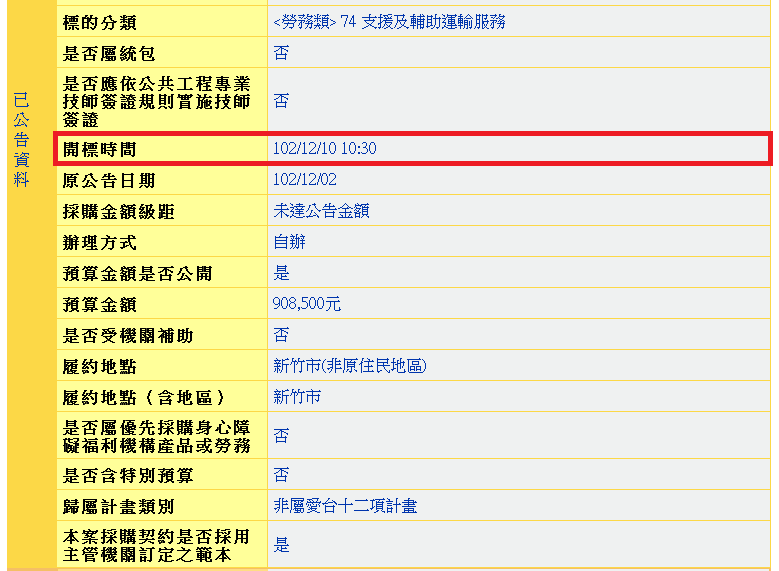 已公告資料
標的分類 <勞務類> 74 支援及輔助運輸服務
是否屬統包 否
是否應依公共工程專業
技師簽證規則實施技師
簽證 否
開標時間 102/12/10 10:30
原公告日期 102/12/02
採購金額級距 未達公告金額
辦理方式 自辦
預算金額是否公開 是
預算金額 908,500元
是否受機關補助 否
履約地點 新竹市(非原住民地區)
履約地點（含地區） 新竹市
是否屬優先採購身心障
礙福利機構產品或勞務 否
是否含特別預算 否
歸屬計畫類別 非屬愛台十二項計畫
本案採購契約是否採用
主管機關訂定之範本 是